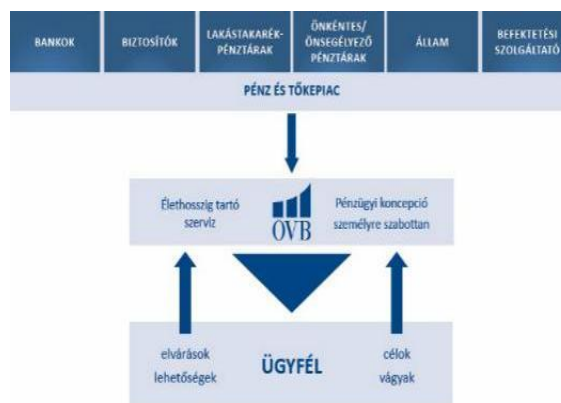 BANKOK
BIZTOSÍTÓK
LAKÁSTAKARÉK-
PÉNZTÁRAK
ÖNKÉNTES/
ÖNSEGÉLYEZŐ
PÉNZTÁRAK
ÁLLAM
BEFEKTETÉSI
SZOLGÁLTATÓ
PÉNZ ÉS TŐKEPIAC
Élethosszig tartó
szerviz
OVB
Pénzügyi koncepció
személyre szabottan
elvárások
lehetőségek
ÜGYFÉL
célok
vágyak